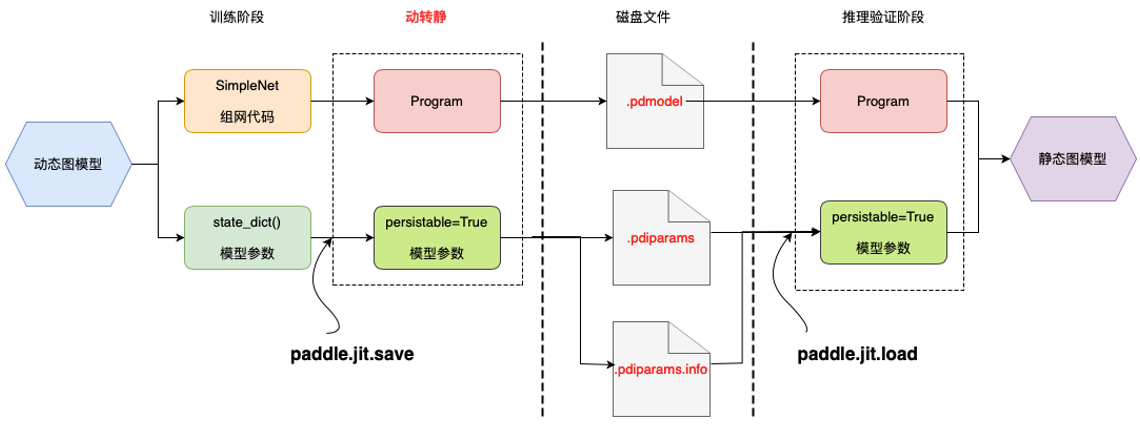 训练阶段
动转静
磁盘文件
推理验证阶段
SimpleNet
组网代码
Program
.pdmodel
Program
动态图模型
静态图模型
state_dict()
模型参数
persistable=True
模型参数
.pdiparams
persistable=True
模型参数
paddle.jit.save
.pdiparams.info
paddle.jit.load